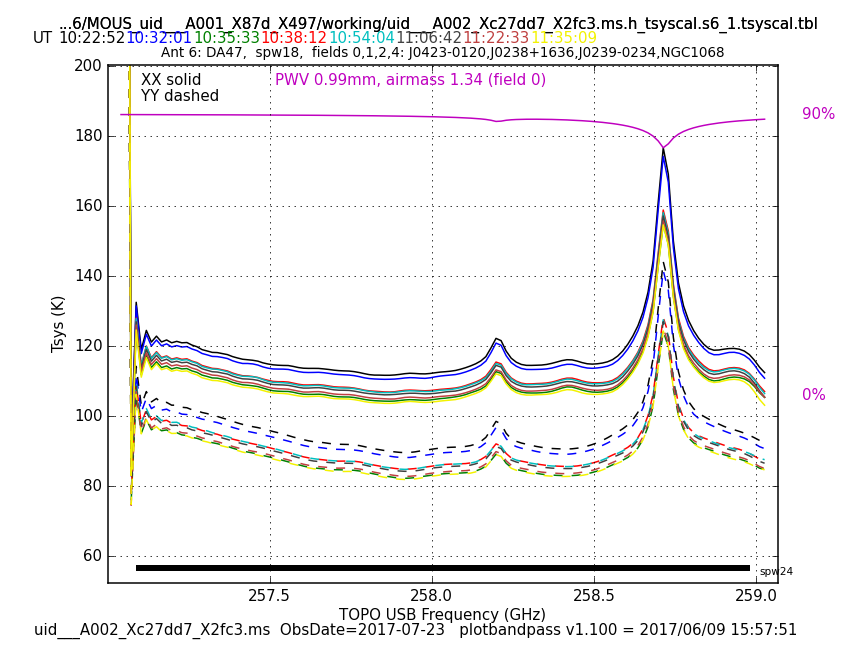 ...6/MOUS_uid___A001_X87d_X497/working/uid___A002_Xc27dd7_X2fc3.ms.h_tsyscal.s6_1.tsyscal.tbl
UT 10:22:52 10:32:01 10:35:33 10:38:12 10:54:04 11:06:42 11:22:33 11:35:09
Ant 6: DA47, spw18, fields 0,1,2,4: J0423-0120,J0238+1636,J0239-0234,NGC1068
XX solid
YY dashed
PWV 0.99mm, airmass 1.34 (field 0)
90%
0%
200
180
160
140
120
100
80
60
Tsys (K)
spw24
257.5 258.0 258.5 259.0
TOPO USB Frequency (GHz)
uid___A002_Xc27dd7_X2fc3.ms ObsDate=2017-07-23 plotbandpass v1.100 = 2017/06/09 15:57:51